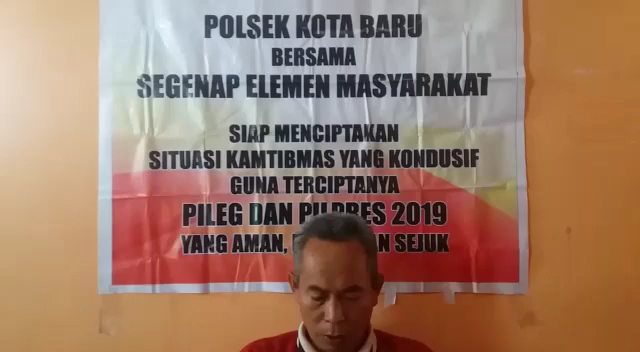 POLSEK KOTA BARU
BERSAMA
SEGENAP ELEMEN MASYARAKAT
SIAP MENCIPTAKAN
SITUASI KAMTIBMAS YANG KONDUSIF
GUNA TERCIPTANYA
PILEG DAN PILPRES 2019
YANG AMAN, SEJUK